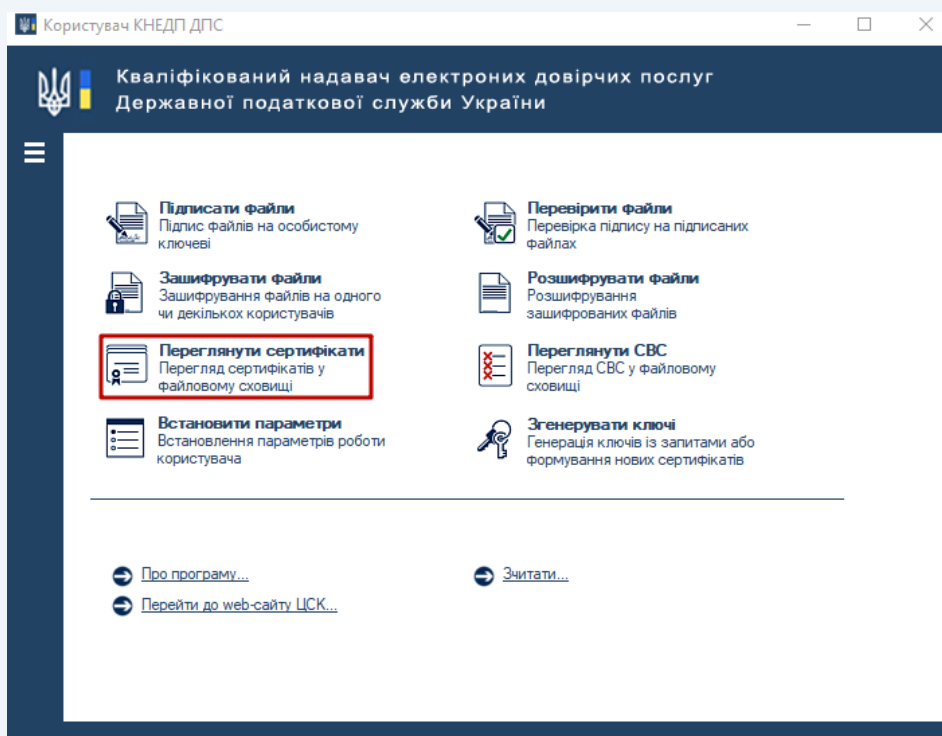 Користувач КНЕДП ДПС
Кваліфікований надавач електроних довірчих послуг
Державної податкової служби України
Підписати файли
Підпис файлів на особистому
ключеві
Перевірити файли
Перевірка підпису на підписаних
файлах
Зашифрувати файли
Зашифрування файлів на одного
чи декількох користувачів
Розшифрувати файли
Розшифрування
зашифрованих файлів
Переглянути сертифікати
Перегляд сертифікатів у
файловому сховищі
Переглянути СВС
Перегляд СВС у файловому
сховищі
Встановити параметри
Встановлення параметрів роботи
користувача
Згенерувати ключі
Генерація ключів із запитами або
формування нових сертифікатів
Про програму...
Зчитати...
Перейти до web-сайту ЦСК...